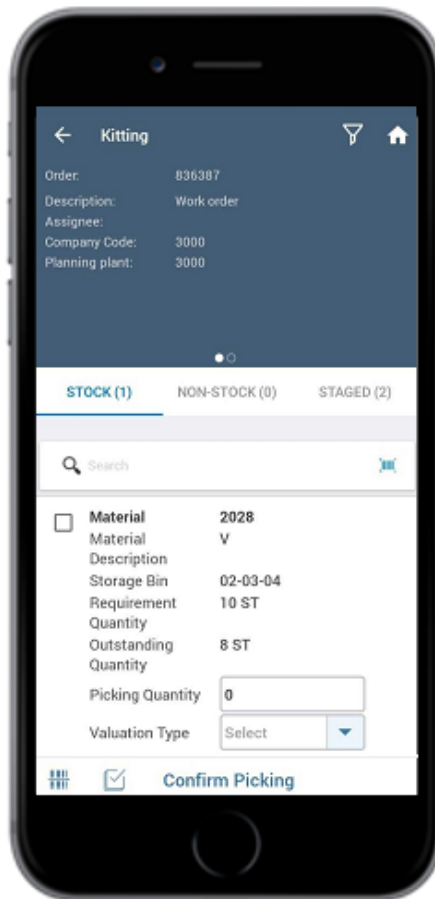 Kitting
Order: 836387
Description: Work order
Assignee:
Company Code: 3000
Planning plant: 3000
STOCK (1) NON-STOCK (0) STAGED (2)
Search
Material 2028
Material V
Description
Storage Bin 02-03-04
Requirement 10 ST
Quantity
Outstanding 8 ST
Quantity
Picking Quantity 0
Valuation Type Select
Confirm Picking